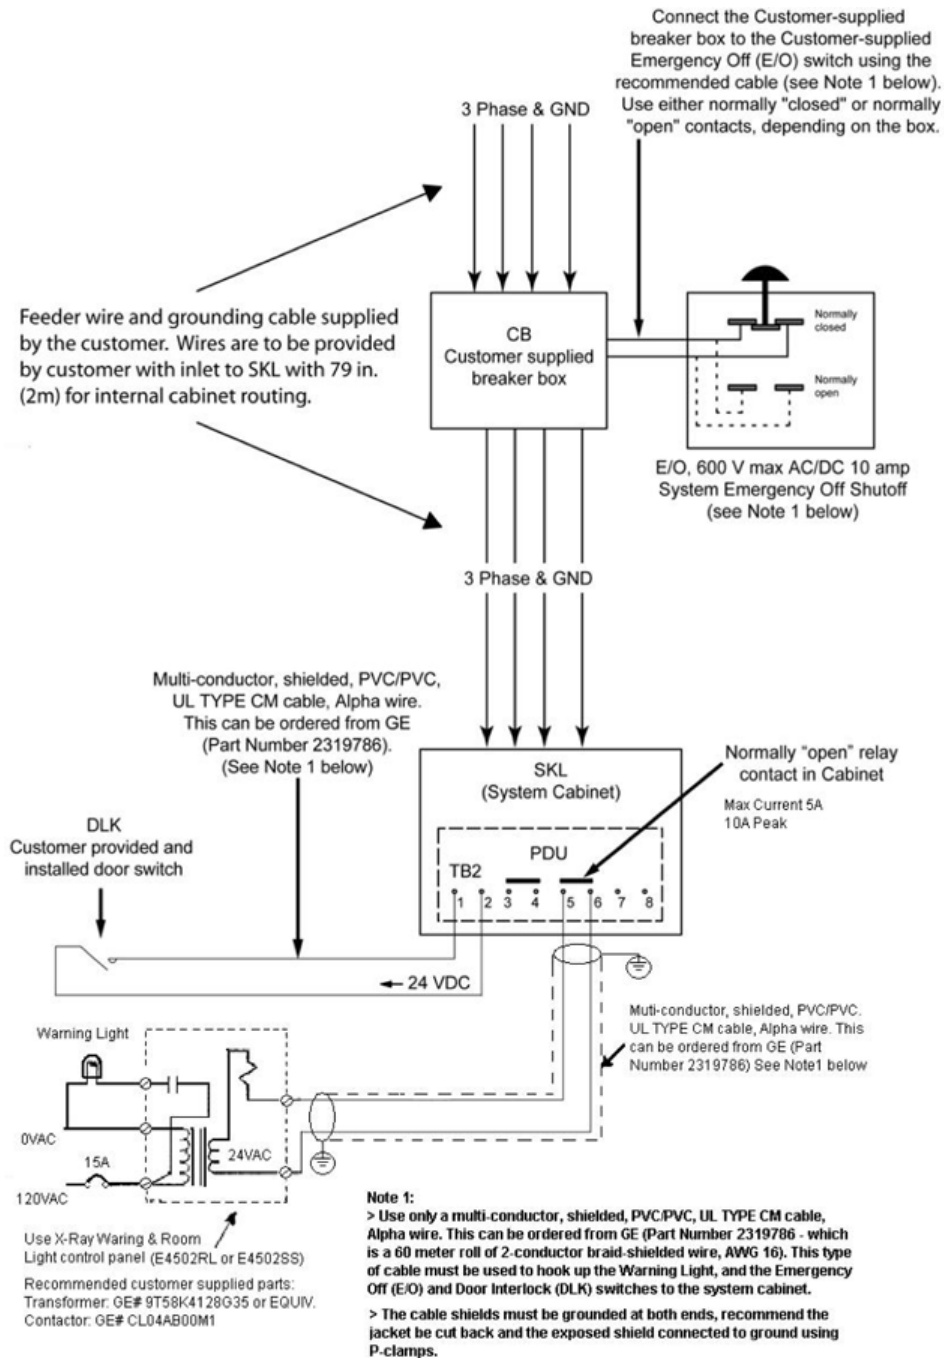 Connect the Customer-supplied
breaker box to the Customer-supplied
Emergency Off (E/O) switch using the
recommended cable (see Note 1 below).
Use either normally "closed" or normally
"open" contacts, depending on the box.
3 Phase & GND
Feeder wire and grounding cable supplied
by the customer. Wires are to be provided
by customer with inlet to SKL with 79 in.
(2m) for internal cabinet routing.
CB
Customer supplied
breaker box
Normally
closed
Normally
open
E/O, 600 V max AC/DC 10 amp
System Emergency Off Shutoff
(see Note 1 below)
3 Phase & GND
Multi-conductor, shielded, PVC/PVC,
UL TYPE CM cable, Alpha wire.
This can be ordered from GE
(Part Number 2319786).
(See Note 1 below)
SKL
(System Cabinet)
Normally "open" relay
contact in Cabinet
Max Current 5A
10A Peak
DLK
Customer provided and
installed door switch
PDU
TB2
1 2 3 4 5 6 7 8
24 VDC
Muti-conductor, shielded, PVC/PVC.
UL TYPE CM cable, Alpha wire. This
can be ordered from GE (Part
Number 2319786) See Note1 below
Warning Light
0VAC
24VAC
15A
120VAC
Use X-Ray Waring & Room
Light control panel (E4502RL or E4502SS)
Recommended customer supplied parts:
Transformer: GE# 9T58K4128G35 or EQUIV.
Contactor: GE# CL04AB00M1
Note 1:
> Use only a multi-conductor, shielded, PVC/PVC, UL TYPE CM cable,
Alpha wire. This can be ordered from GE (Part Number 2319786 - which
is a 60 meter roll of 2-conductor braid-shielded wire, AWG 16). This type
of cable must be used to hook up the Warning Light, and the Emergency
Off (E/O) and Door Interlock (DLK) switches to the system cabinet.
> The cable shields must be grounded at both ends, recommend the
jacket be cut back and the exposed shield connected to ground using
P-clamps.